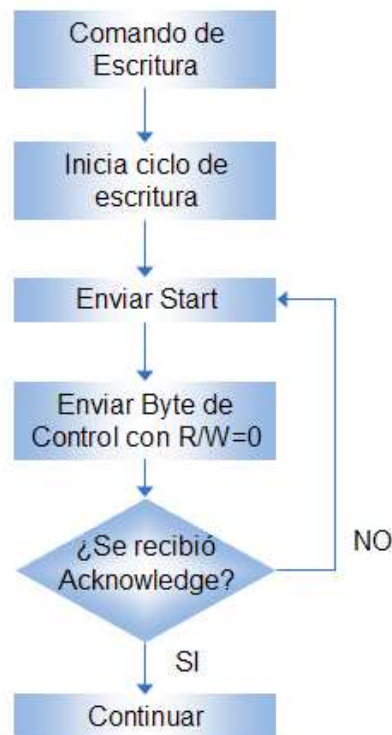 Comando de
Escritura
Inicia ciclo de
escritura
Enviar Start
Enviar Byte de
Control con R/W=0
¿Se recibió
Acknowledge?
NO
SI
Continuar